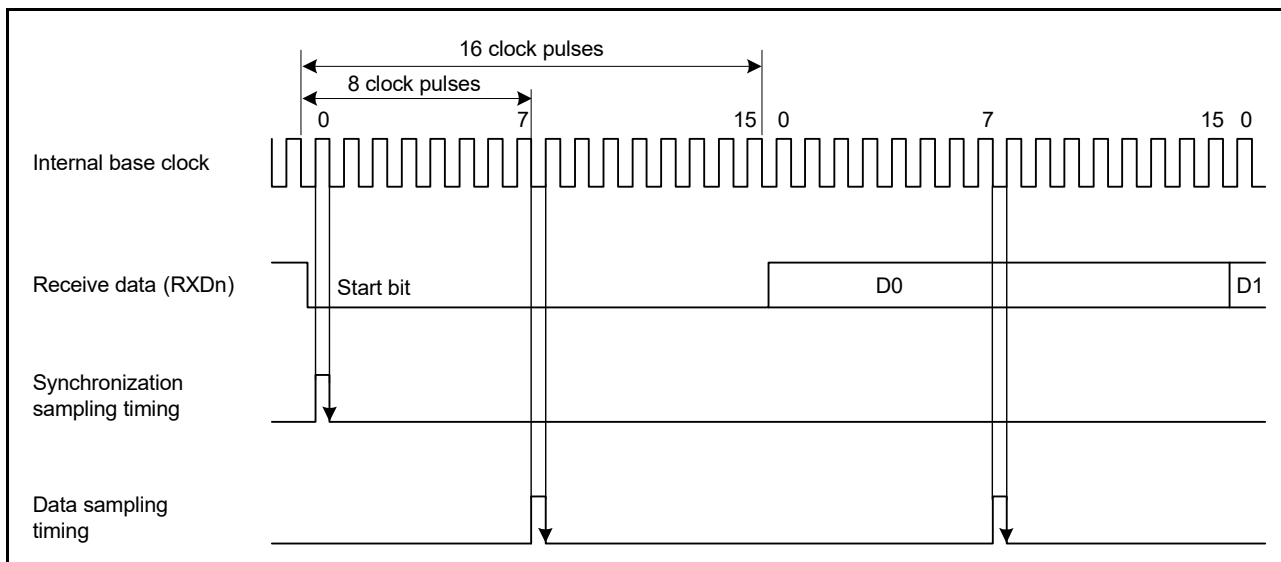 16 clock pulses
8 clock pulses
0 7 15 0 7 15 0
Internal base clock
Receive data (RXDn)
Start bit
D0
D1
Synchronization
sampling timing
Data sampling
timing